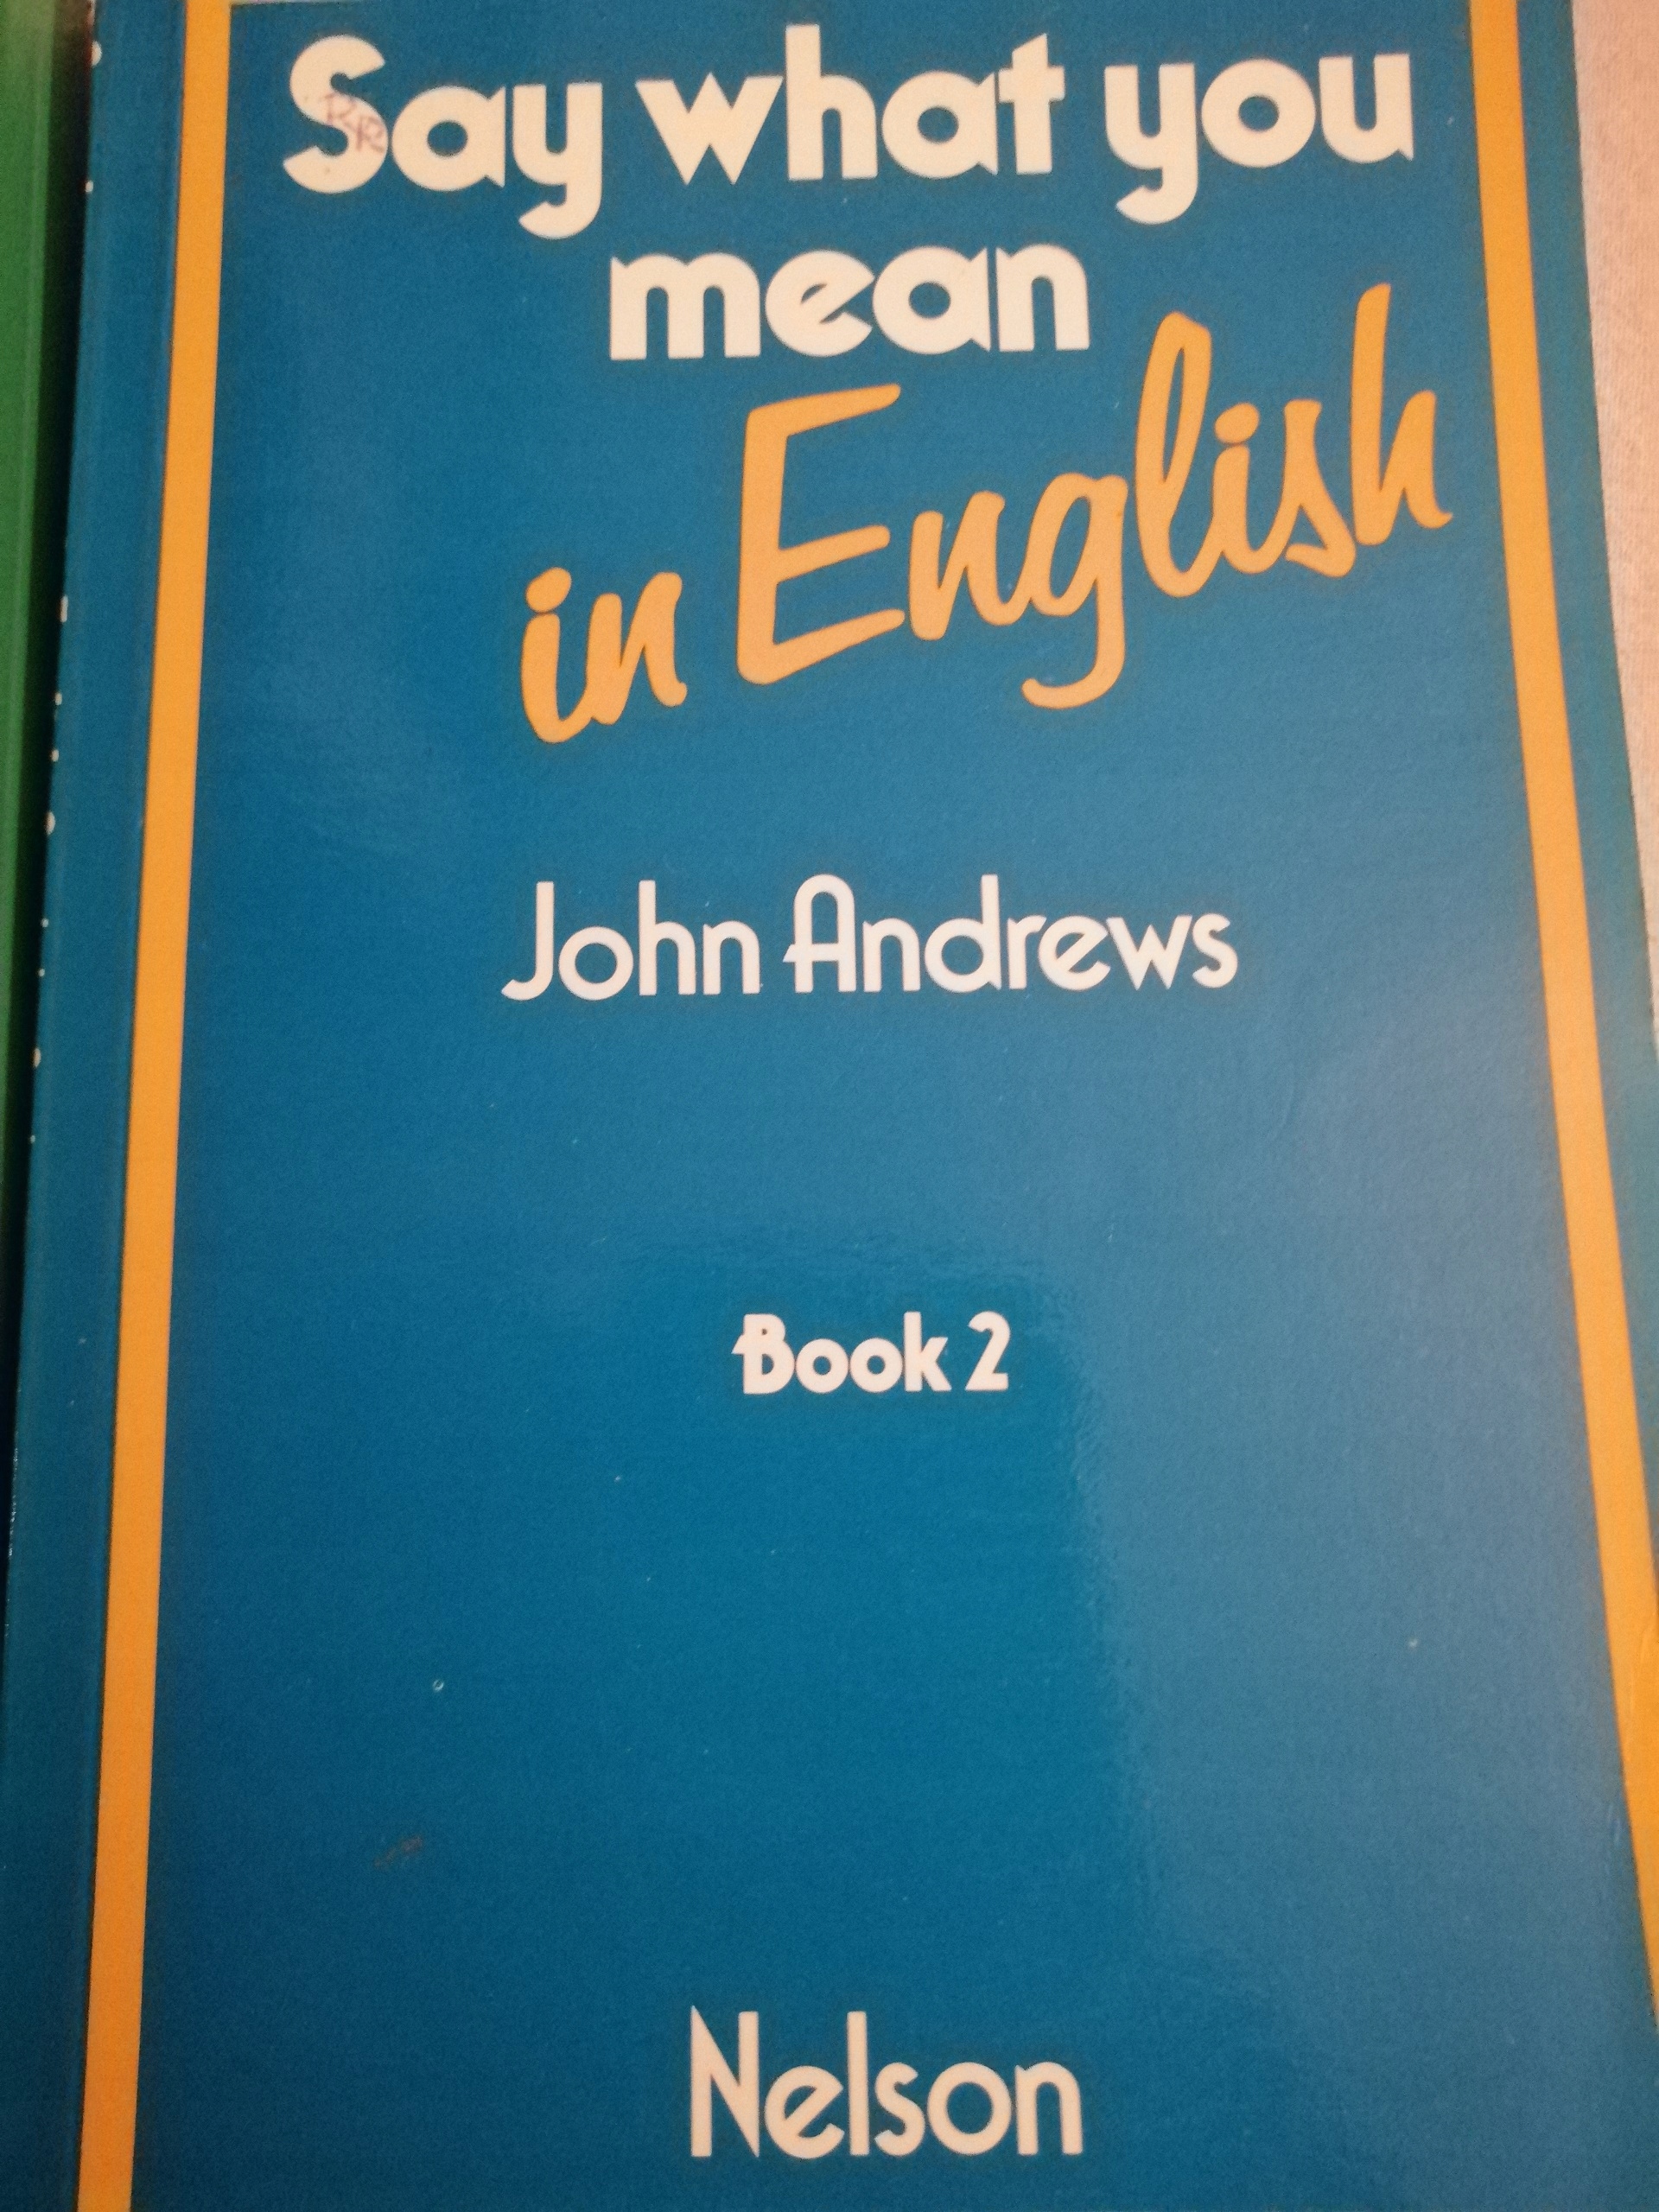 Say what you
mean
in English
John Andrews
Book 2
Nelson